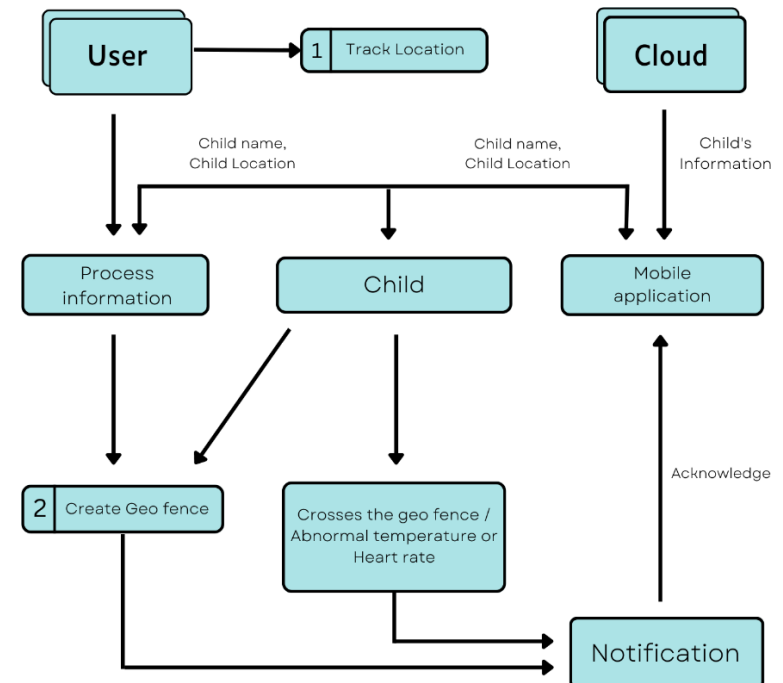 User
1 Track Location
Cloud
Child name,
Child Location
Child name,
Child Location
Child's
Information
Process
information
Child
Mobile
application
Acknowledge
2 Create Geo fence
Crosses the geo fence /
Abnormal temperature or
Heart rate
Notification